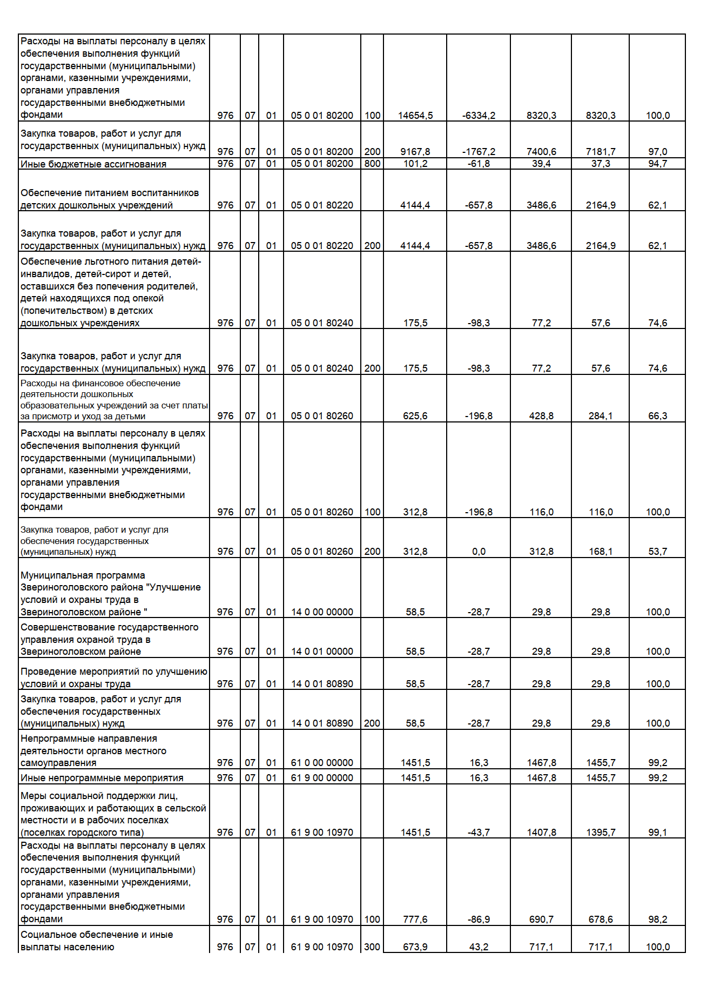 Расходы на выплаты персоналу в целях
обеспечения выполнения функций
государственными (муниципальными)
органами, казенными учреждениями,
органами управления
государственными внебюджетными
фондами 976 07 01 05 0 01 80200 100 14654,5 -6334,2 8320,3 8320,3 100,0
Закупка товаров, работ и услуг для
государственных (муниципальных) нужд 976 07 01 05 0 01 80200 200 9167,8 -1767,2 7400,6 7181,7 97,0
Иные бюджетные ассигнования 976 07 01 05 0 01 80200 800 101,2 -61,8 39,4 37,3 94,7
Обеспечение питанием воспитанников
детских дошкольных учреждений 976 07 01 05 0 01 80220 4144,4 -657,8 3486,6 2164,9 62,1
Закупка товаров, работ и услуг для
государственных (муниципальных) нужд 976 07 01 05 0 01 80220 200 4144,4 -657,8 3486,6 2164,9 62,1
Обеспечение льготного питания детей-
инвалидов, детей-сирот и детей,
оставшихся без попечения родителей,
детей находящихся под опекой
(попечительством) в детских
дошкольных учреждениях 976 07 01 05 0 01 80240 175,5 -98,3 77,2 57,6 74,6
Закупка товаров, работ и услуг для
государственных (муниципальных) нужд 976 07 01 05 0 01 80240 200 175,5 -98,3 77,2 57,6 74,6
Расходы на финансовое обеспечение
деятельности дошкольных
образовательных учреждений за счет платы
за присмотр и уход за детьми 976 07 01 05 0 01 80260 625,6 -196,8 428,8 284,1 66,3
Расходы на выплаты персоналу в целях
обеспечения выполнения функций
государственными (муниципальными)
органами, казенными учреждениями,
органами управления
государственными внебюджетными
фондами 976 07 01 05 0 01 80260 100 312,8 -196,8 116,0 116,0 100,0
Закупка товаров, работ и услуг для
обеспечения государственных
(муниципальных) нужд 976 07 01 05 0 01 80260 200 312,8 0,0 312,8 168,1 53,7
Муниципальная программа
Звериноголовского района "Улучшение
условий и охраны труда в
Звериноголовском районе " 976 07 01 14 0 00 00000 58,5 -28,7 29,8 29,8 100,0
Совершенствование государственного
управления охраной труда в
Звериноголовском районе 976 07 01 14 0 01 00000 58,5 -28,7 29,8 29,8 100,0
Проведение мероприятий по улучшению
условий и охраны труда 976 07 01 14 0 01 80890 58,5 -28,7 29,8 29,8 100,0
Закупка товаров, работ и услуг для
обеспечения государственных
(муниципальных) нужд 976 07 01 14 0 01 80890 200 58,5 -28,7 29,8 29,8 100,0
Непрограммные направления
деятельности органов местного
самоуправления 976 07 01 61 0 00 00000 1451,5 16,3 1467,8 1455,7 99,2
Иные непрограммные мероприятия 976 07 01 61 9 00 00000 1451,5 16,3 1467,8 1455,7 99,2
Меры социальной поддержки лиц,
проживающих и работающих в сельской
местности и в рабочих поселках
(поселках городского типа) 976 07 01 61 9 00 10970 1451,5 -43,7 1407,8 1395,7 99,1
Расходы на выплаты персоналу в целях
обеспечения выполнения функций
государственными (муниципальными)
органами, казенными учреждениями,
органами управления
государственными внебюджетными
фондами 976 07 01 61 9 00 10970 100 777,6 -86,9 690,7 678,6 98,2
Социальное обеспечение и иные
выплаты населению 976 07 01 61 9 00 10970 300 673,9 43,2 717,1 717,1 100,0